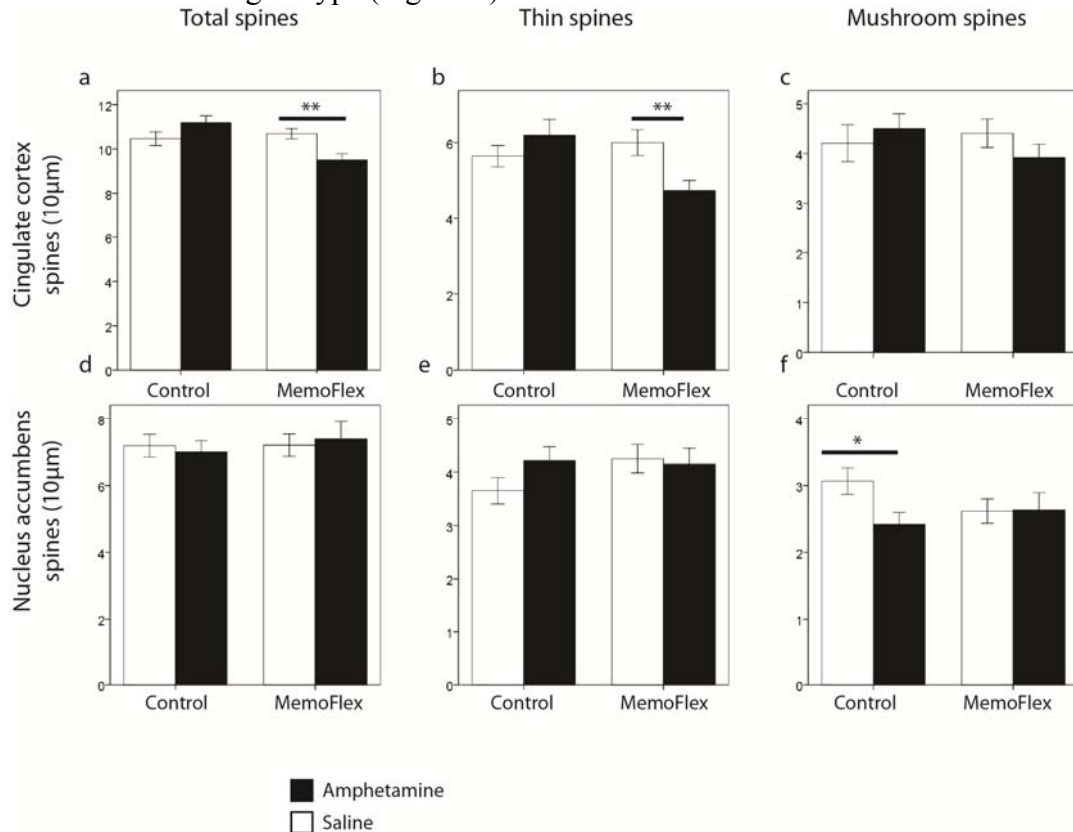 Total spines
Thin spines
Mushroom spines
Cingulate cortex
spines (10µm)
a
**
12
10
8
6
4
2
0
Control
MemoFlex
b
**
6
4
2
0
Control
MemoFlex
c
5
4
3
2
1
0
Control
MemoFlex
Nucleus accumbens
spines (10µm)
d
8
6
4
2
0
Control
MemoFlex
e
5
4
3
2
1
0
Control
MemoFlex
f
*
4
3
2
1
0
Control
MemoFlex
Amphetamine
Saline